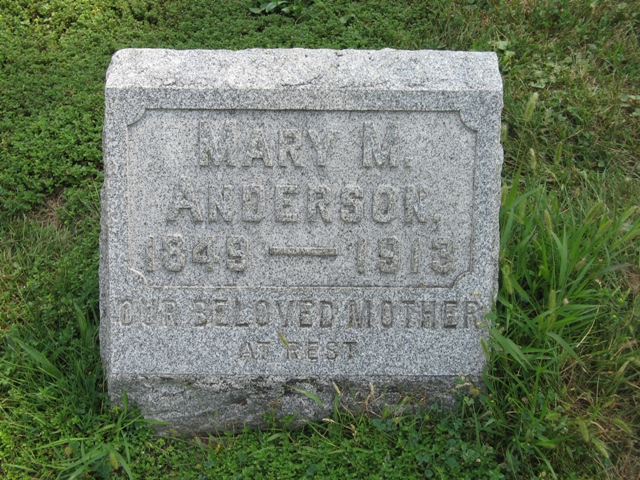 MARY M.
ANDERSON,
1849 — 1913
OUR BELOVED MOTHER
AT REST